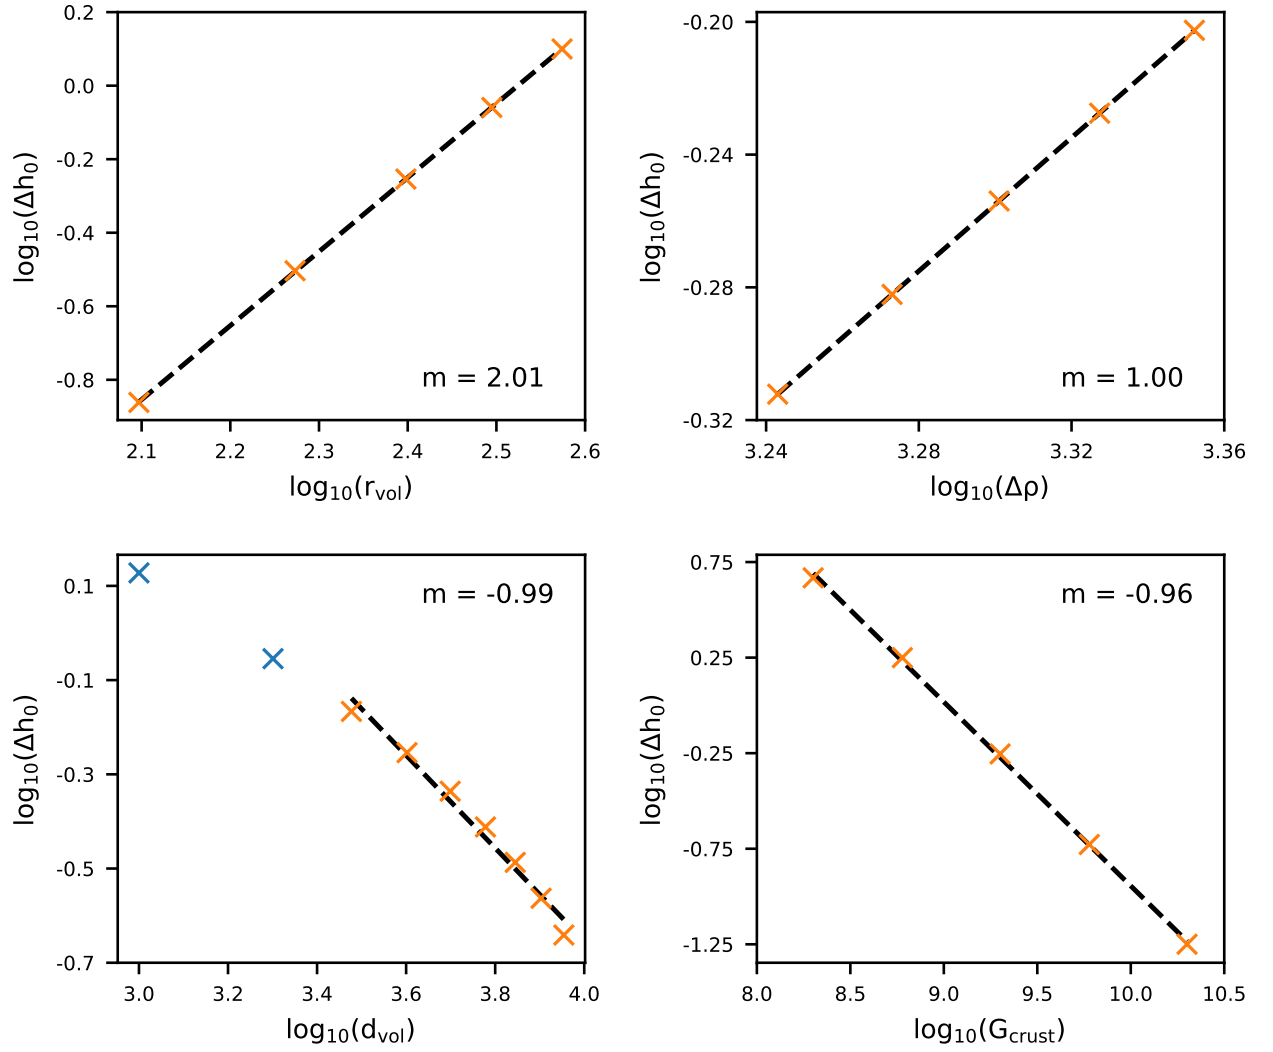 0.2
0.0
-0.2
-0.4
-0.6
-0.8
log₁₀(Δh₀)
m = 2.01
2.1 2.2 2.3 2.4 2.5 2.6
log₁₀(r_vol)
-0.20
-0.24
-0.28
-0.32
log₁₀(Δh₀)
m = 1.00
3.24 3.28 3.32 3.36
log₁₀(Δρ)
0.1
-0.1
-0.3
-0.5
-0.7
log₁₀(Δh₀)
m = -0.99
3.0 3.2 3.4 3.6 3.8 4.0
log₁₀(d_vol)
0.75
0.25
-0.25
-0.75
-1.25
log₁₀(Δh₀)
m = -0.96
8.0 8.5 9.0 9.5 10.0 10.5
log₁₀(G_crust)